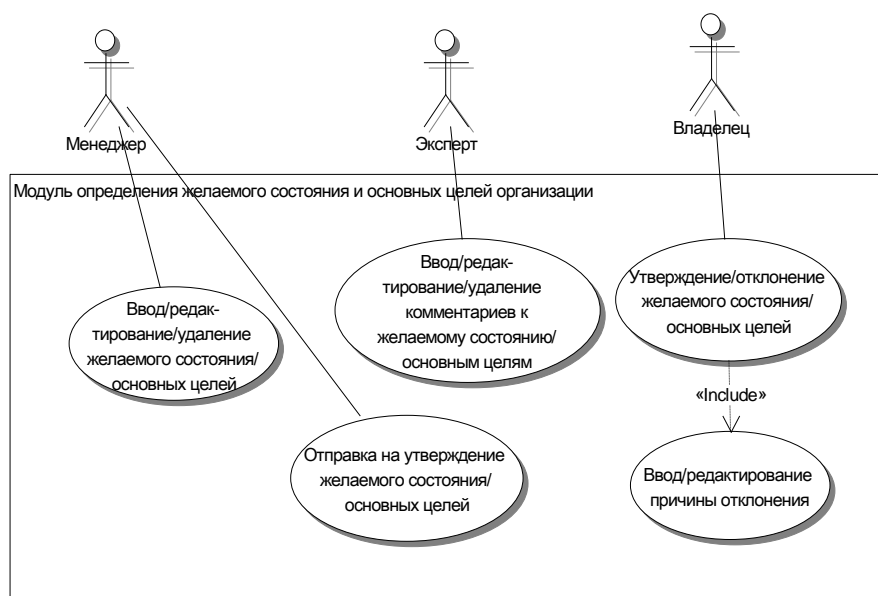 Менеджер
Эксперт
Владелец
Модуль определения желаемого состояния и основных целей организации
Ввод/редак-
тирование/удаление
желаемого состояния/
основных целей
Ввод/редак-
тирование/удаление
комментариев к
желаемому состоянию/
основным целям
Утверждение/отклонение
желаемого состояния/
основных целей
«Include»
Отправка на утверждение
желаемого состояния/
основных целей
Ввод/редактирование
причины отклонения